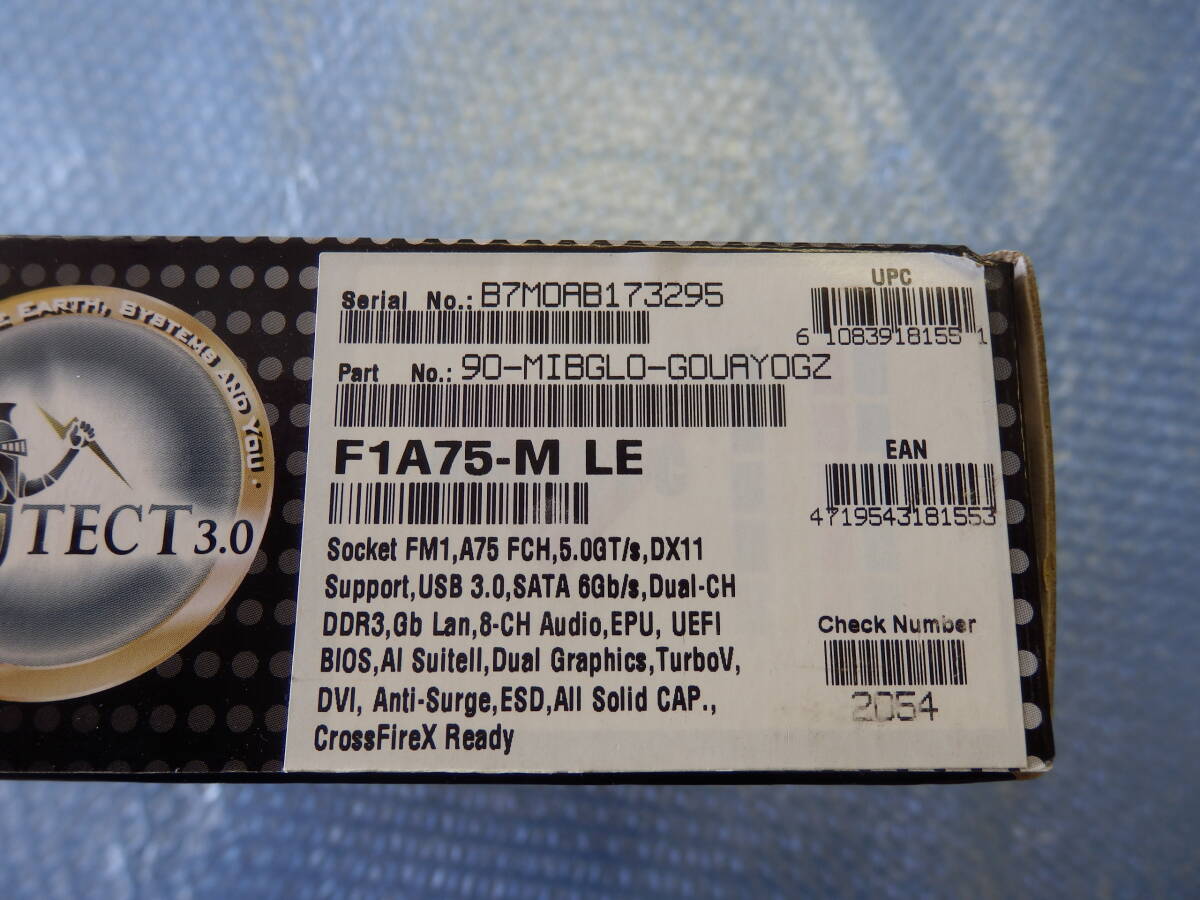 EARTH, SYSTEMS AND YOU.
TECT 3.0
Serial No.: B7M0AB173295
Part No.: 90-MIBGL0-G0UAY0GZ
F1A75-M LE
Socket FM1,A75 FCH,5.0GT/s,DX11
Support,USB 3.0,SATA 6Gb/s,Dual-CH
DDR3,Gb Lan,8-CH Audio,EPU, UEFI
BIOS,AI SuiteII,Dual Graphics,TurboV,
DVI, Anti-Surge,ESD,All Solid CAP.,
CrossFireX Ready
UPC
6 1083918155 1
EAN
4719543181553
Check Number
2054